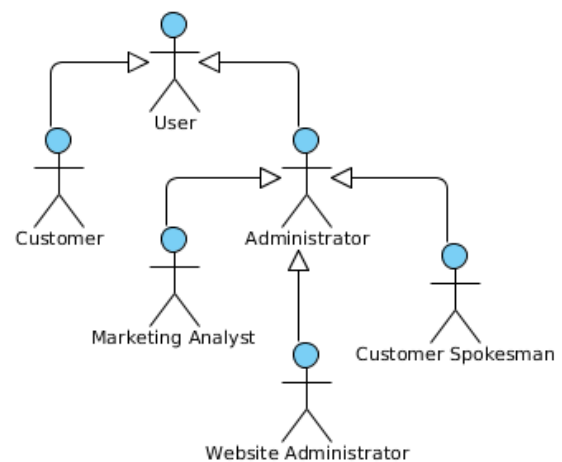 User
Customer
Administrator
Marketing Analyst
Customer Spokesman
Website Administrator